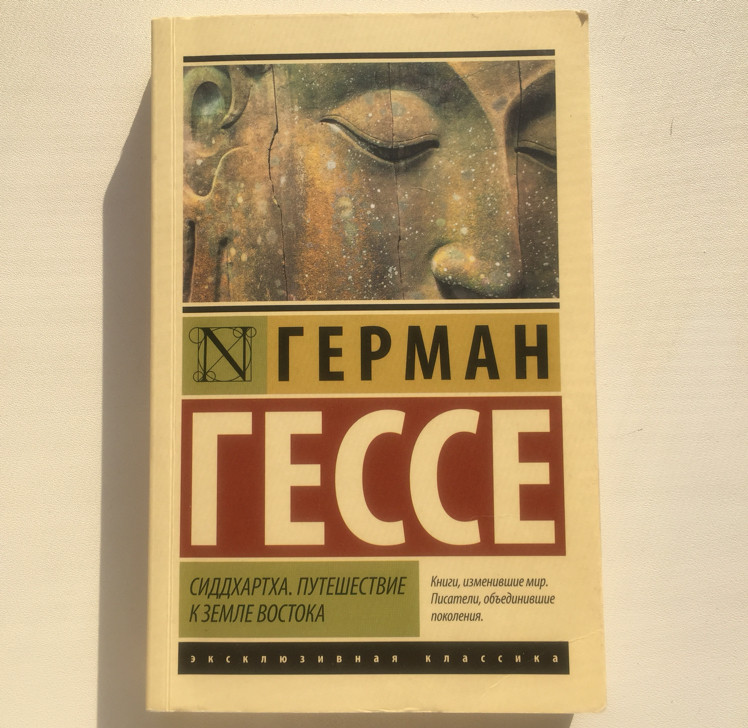 N ГЕРМАН
ГЕССЕ
СИДДХАРТХА. ПУТЕШЕСТВИЕ
К ЗЕМЛЕ ВОСТОКА
Книги, изменившие мир.
Писатели, объединившие
поколения.
эксклюзивная классика